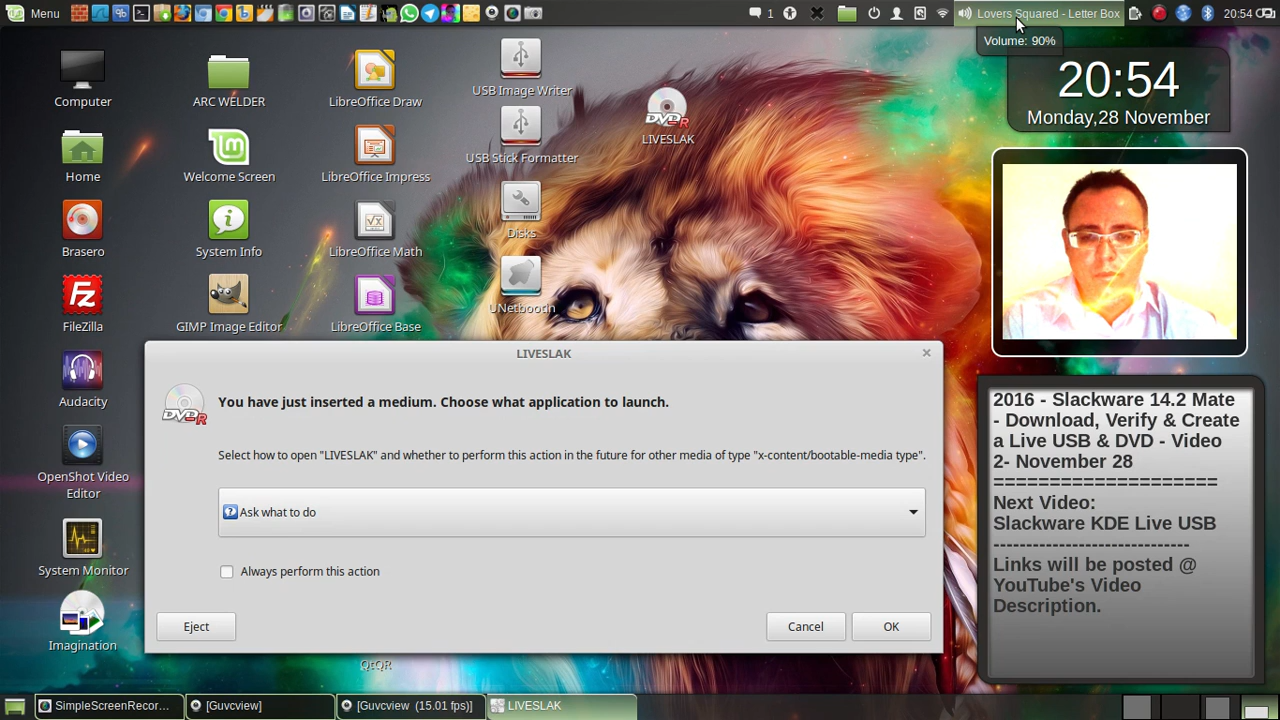 Menu
1
Lovers Squared - Letter Box
20:54
Volume: 90%
20:54
Monday,28 November
Computer
ARC WELDER
LibreOffice Draw
USB Image Writer
LIVESLAK
USB Stick Formatter
Home
Welcome Screen
LibreOffice Impress
Disks
Brasero
System Info
LibreOffice Math
UNetbootin
FileZilla
GIMP Image Editor
LibreOffice Base
Audacity
OpenShot Video
Editor
System Monitor
Imagination
QtQR
LIVESLAK
You have just inserted a medium. Choose what application to launch.
Select how to open "LIVESLAK" and whether to perform this action in the future for other media of type "x-content/bootable-media type".
Ask what to do
Always perform this action
Eject
Cancel
OK
2016 - Slackware 14.2 Mate
- Download, Verify & Create
a Live USB & DVD - Video
2- November 28
=====================
Next Video:
Slackware KDE Live USB
------------------------------
Links will be posted @
YouTube's Video
Description.
SimpleScreenRecor...
[Guvcview]
[Guvcview (15.01 fps)]
LIVESLAK